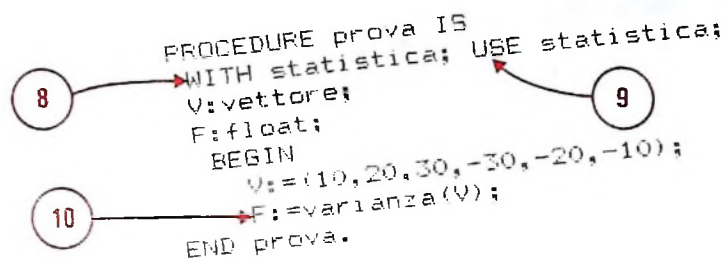 PROCEDURE prova IS
8 WITH statistica; USE statistica; 9
V:vettore;
F:float;
BEGIN
V:=(10,20,30,-30,-20,-10);
10 F:=varianza(V);
END prova.